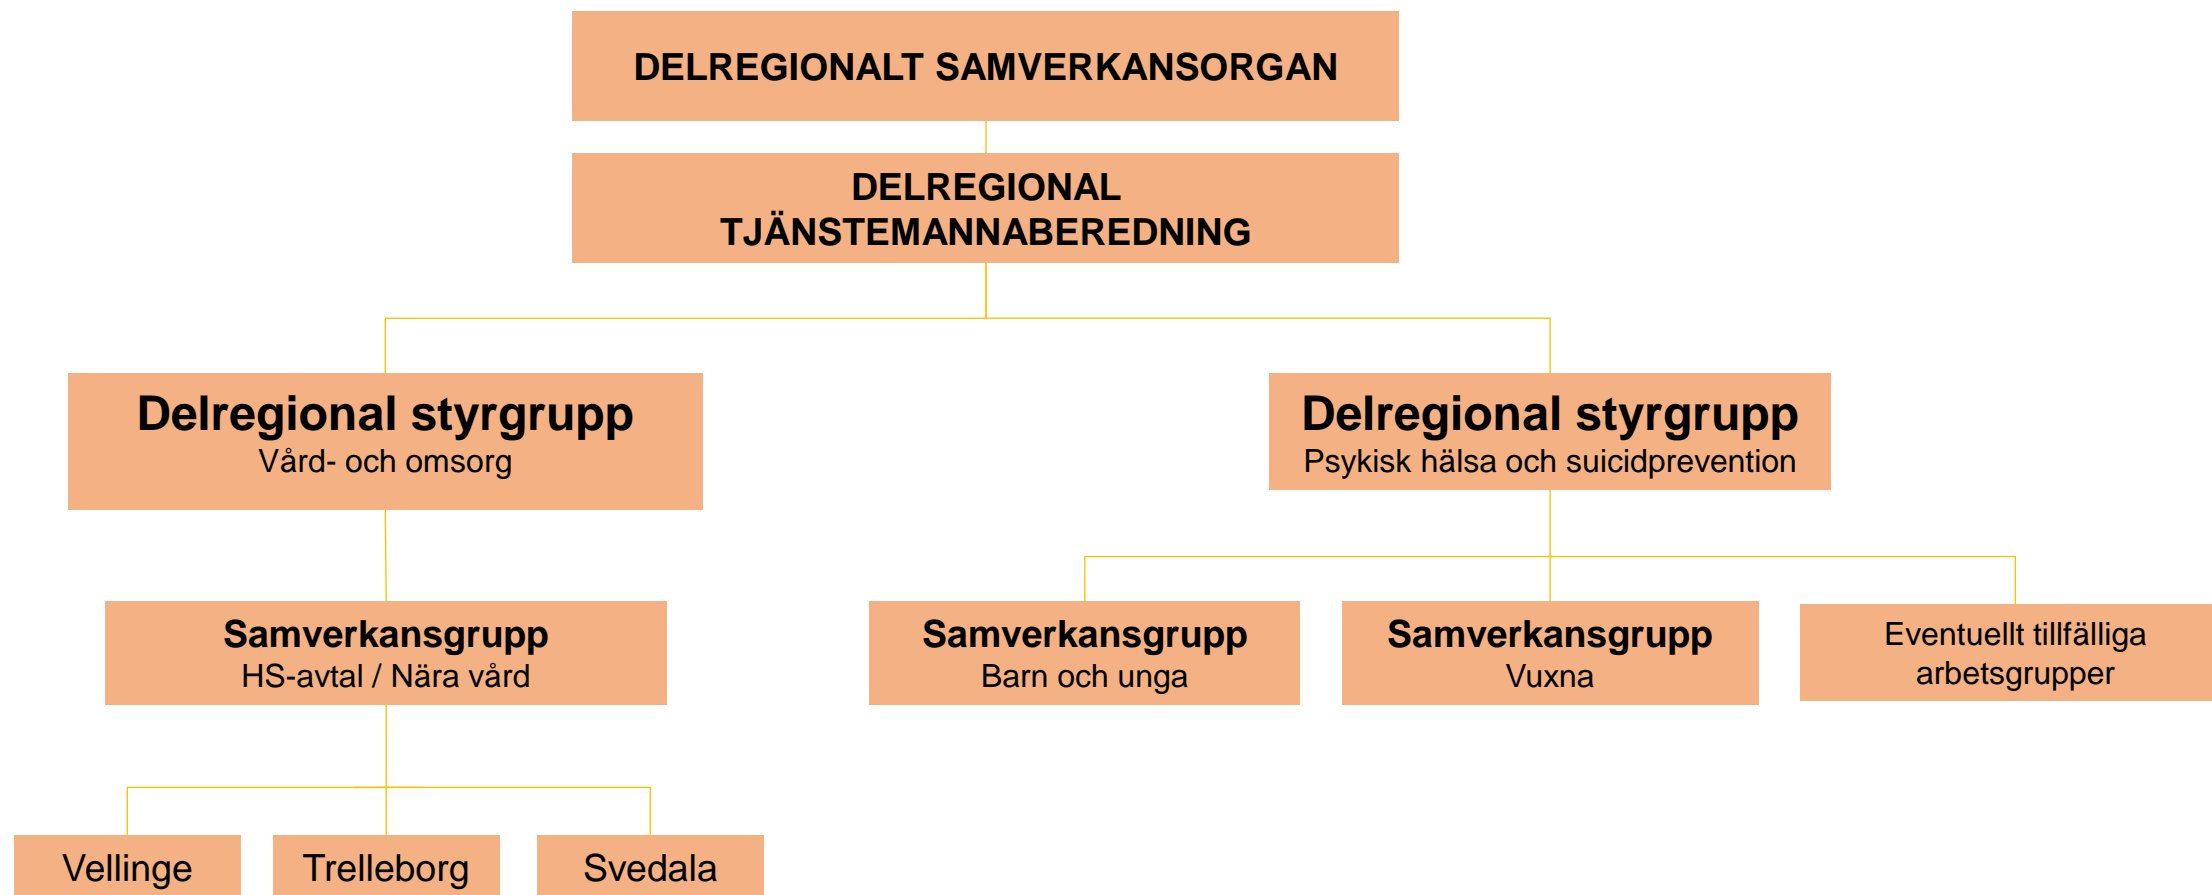 DELREGIONALT SAMVERKANSORGAN
DELREGIONAL
TJÄNSTEMANNABEREDNING
Delregional styrgrupp
Vård- och omsorg
Delregional styrgrupp
Psykisk hälsa och suicidprevention
Samverkansgrupp
HS-avtal / Nära vård
Samverkansgrupp
Barn och unga
Samverkansgrupp
Vuxna
Eventuellt tillfälliga
arbetsgrupper
Vellinge
Trelleborg
Svedala